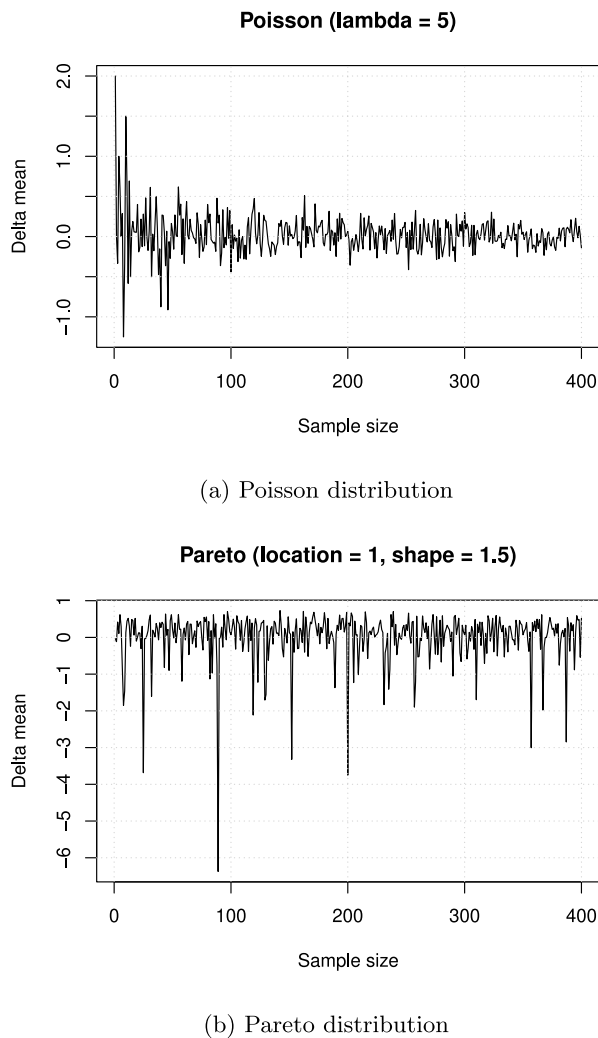 Poisson (lambda = 5)
2.0
1.0
0.0
−1.0
Delta mean
0 100 200 300 400
Sample size
(a) Poisson distribution
Pareto (location = 1, shape = 1.5)
1
0
−1
−2
−3
−4
−5
−6
Delta mean
0 100 200 300 400
Sample size
(b) Pareto distribution